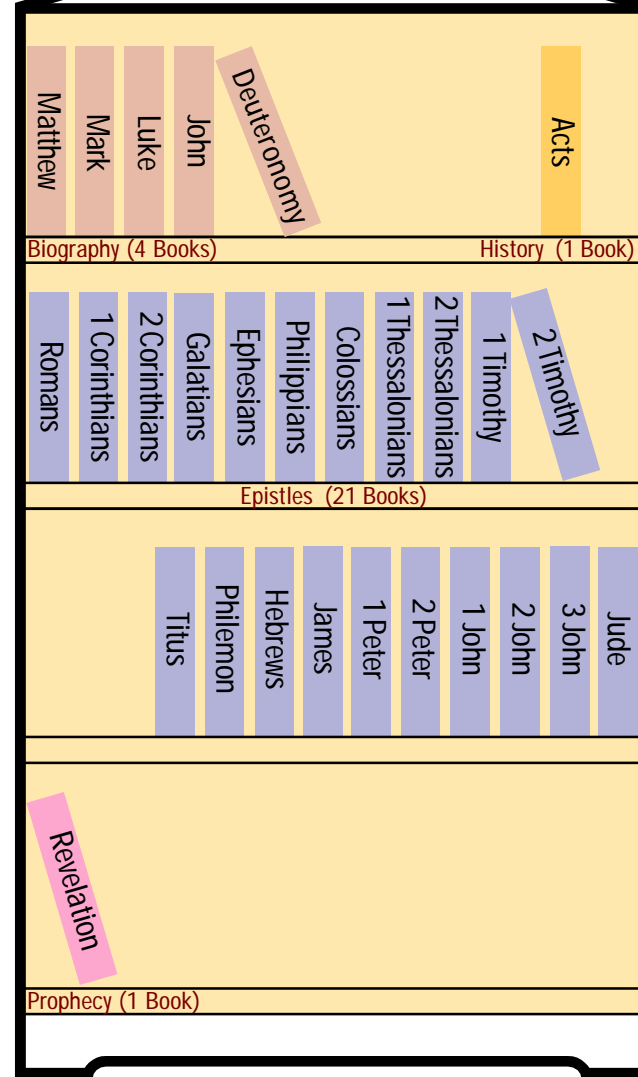 Matthew
Mark
Luke
John
Deuteronomy
Acts
Biography (4 Books)
History (1 Book)
Romans
1 Corinthians
2 Corinthians
Galatians
Ephesians
Philippians
Colossians
1 Thessalonians
2 Thessalonians
1 Timothy
2 Timothy
Epistles (21 Books)
Titus
Philemon
Hebrews
James
1 Peter
2 Peter
1 John
2 John
3 John
Jude
Revelation
Prophecy (1 Book)